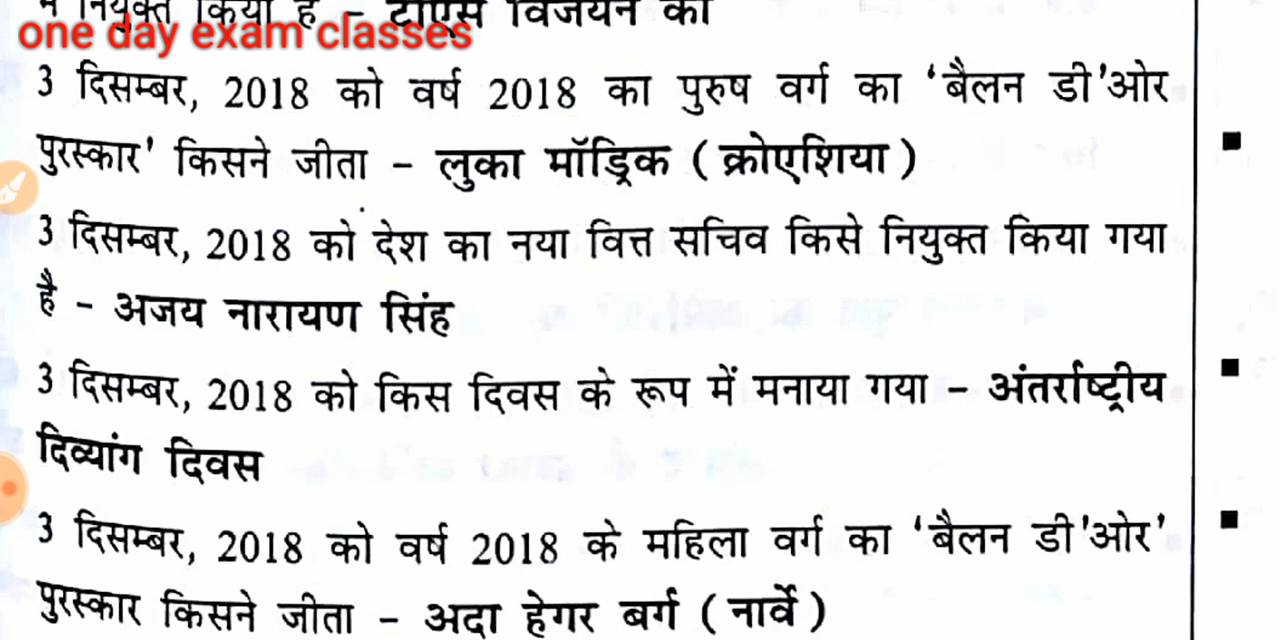 न नियुक्त किया है - टीएस विजयन को
one day exam classes
3 दिसम्बर, 2018 को वर्ष 2018 का पुरुष वर्ग का ‘बैलन डी'ओर
पुरस्कार' किसने जीता - लुका मॉड्रिक ( क्रोएशिया )
3 दिसम्बर, 2018 को देश का नया वित्त सचिव किसे नियुक्त किया गया
है - अजय नारायण सिंह
3 दिसम्बर, 2018 को किस दिवस के रूप में मनाया गया - अंतर्राष्ट्रीय
दिव्यांग दिवस
3 दिसम्बर, 2018 को वर्ष 2018 के महिला वर्ग का ‘बैलन डी'ओर'
पुरस्कार किसने जीता - अदा हेगर बर्ग ( नार्वे )